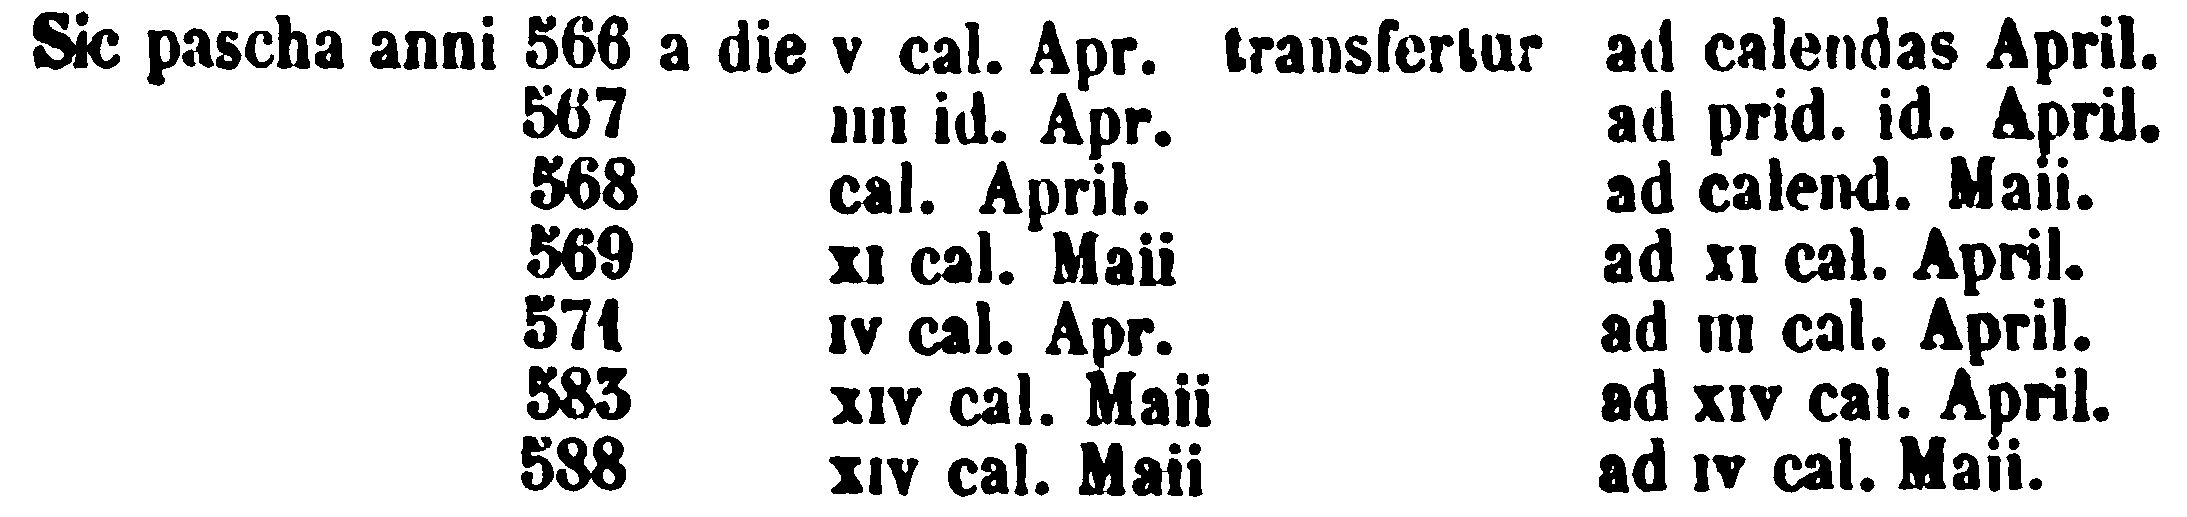 Sic pascha anni 566 a die v cal. Apr. transfertur ad calendas April.
567 IIII id. Apr. ad prid. id. April.
568 cal. April. ad calend. Maii.
569 XI cal. Maii ad XI cal. April.
571 IV cal. Apr. ad III cal. April.
583 XIV cal. Maii ad XIV cal. April.
588 XIV cal. Maii ad IV cal. Maii.